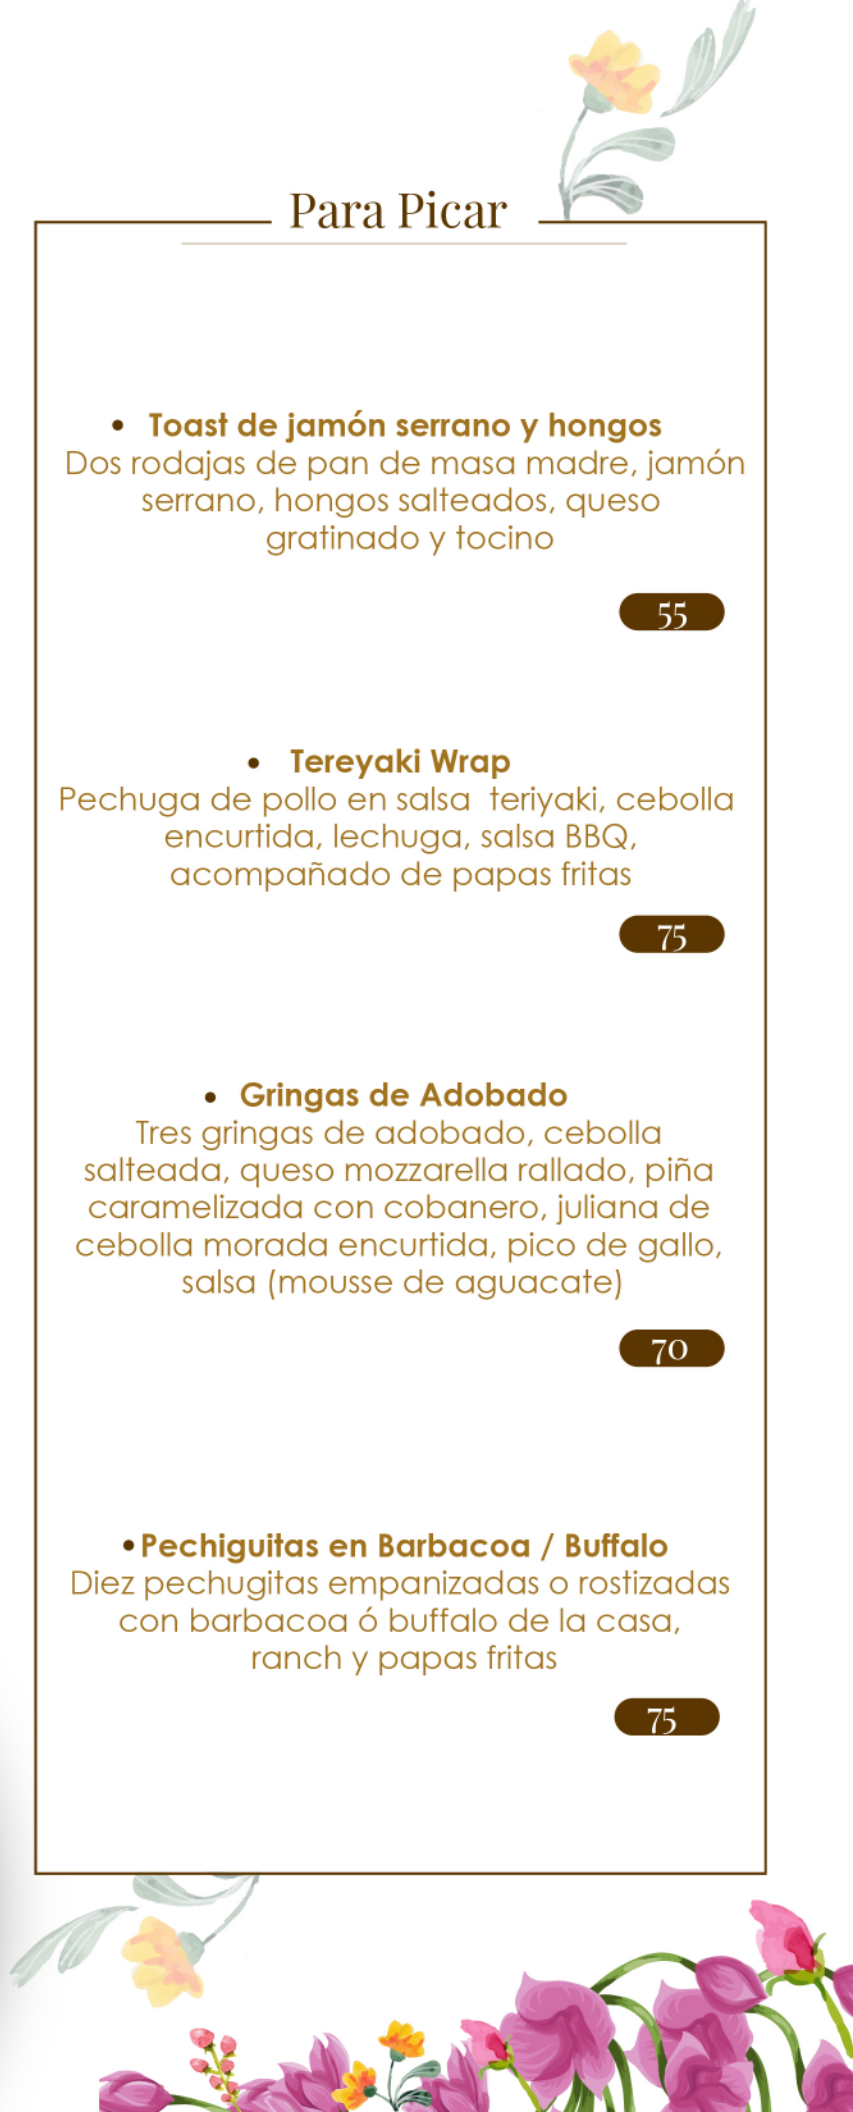 Para Picar
• Toast de jamón serrano y hongos
Dos rodajas de pan de masa madre, jamón
serrano, hongos salteados, queso
gratinado y tocino
55
• Tereyaki Wrap
Pechuga de pollo en salsa teriyaki, cebolla
encurtida, lechuga, salsa BBQ,
acompañado de papas fritas
75
• Gringas de Adobado
Tres gringas de adobado, cebolla
salteada, queso mozzarella rallado, piña
caramelizada con cobanero, juliana de
cebolla morada encurtida, pico de gallo,
salsa (mousse de aguacate)
70
• Pechiguitas en Barbacoa / Buffalo
Diez pechugitas empanizadas o rostizadas
con barbacoa ó buffalo de la casa,
ranch y papas fritas
75